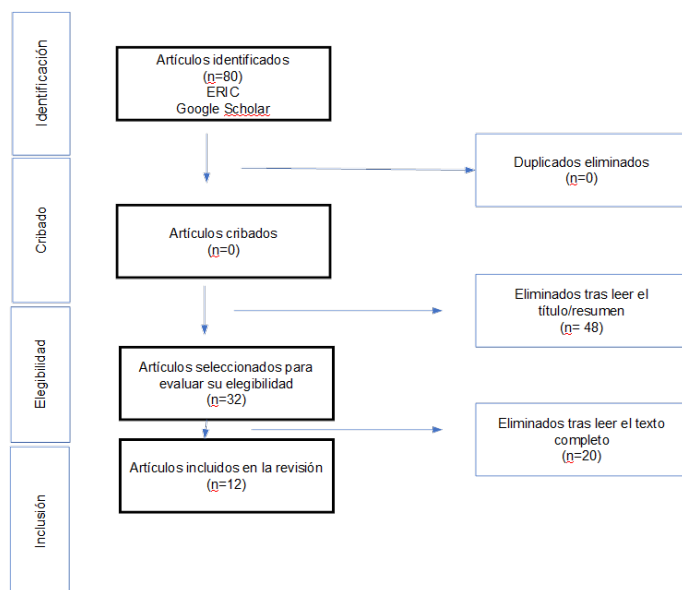 Identificación
Artículos identificados
(n=80)
ERIC
Google Scholar
Duplicados eliminados
(n=0)
Cribado
Artículos cribados
(n=0)
Eliminados tras leer el
título/resumen
(n= 48)
Elegibilidad
Artículos seleccionados para
evaluar su elegibilidad
(n=32)
Eliminados tras leer el texto
completo
(n=20)
Artículos incluidos en la revisión
(n=12)
Inclusión